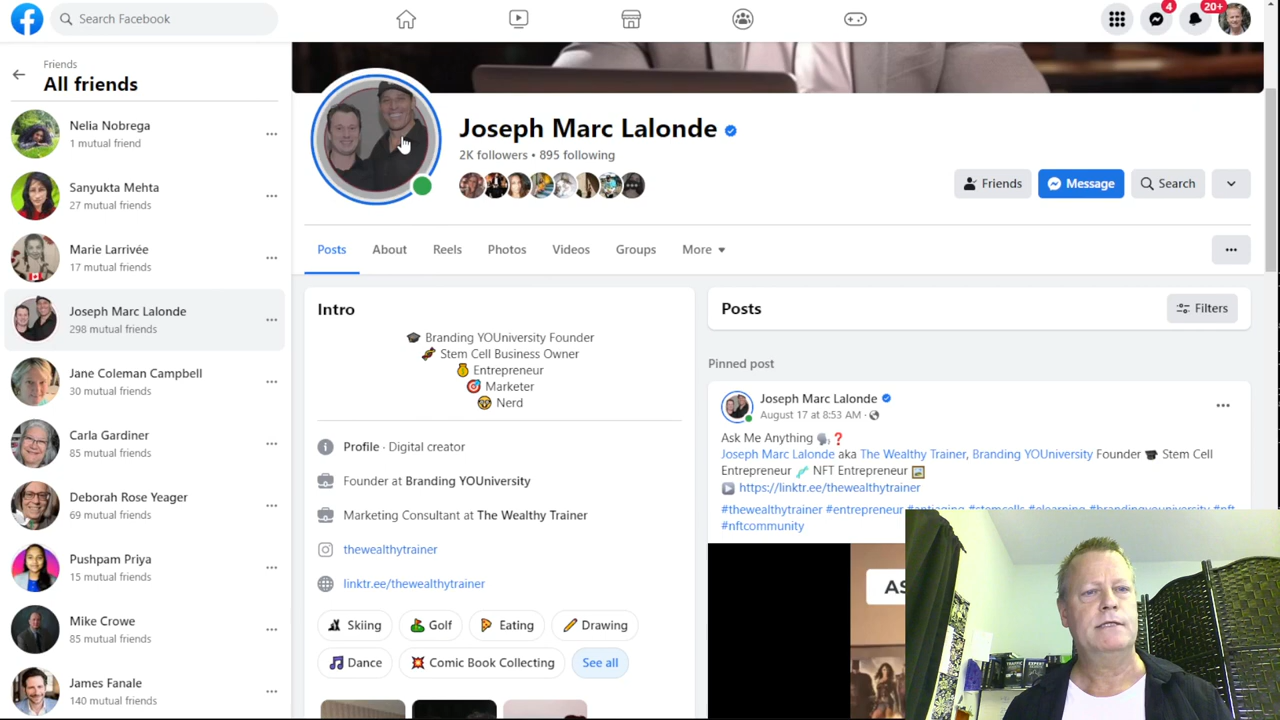 Search Facebook
4
20+
Friends
All friends
Nelia Nobrega
1 mutual friend
Sanyukta Mehta
27 mutual friends
Marie Larrivée
17 mutual friends
Joseph Marc Lalonde
298 mutual friends
Jane Coleman Campbell
30 mutual friends
Carla Gardiner
85 mutual friends
Deborah Rose Yeager
69 mutual friends
Pushpam Priya
15 mutual friends
Mike Crowe
85 mutual friends
James Fanale
140 mutual friends
Joseph Marc Lalonde
2K followers • 895 following
Friends
Message
Search
Posts About Reels Photos Videos Groups More
Intro
🎓 Branding YOUniversity Founder
🧬 Stem Cell Business Owner
💰 Entrepreneur
🎯 Marketer
🤓 Nerd
Profile · Digital creator
Founder at Branding YOUniversity
Marketing Consultant at The Wealthy Trainer
thewealthytrainer
linktr.ee/thewealthytrainer
Skiing Golf Eating Drawing
Dance Comic Book Collecting See all
Posts
Filters
Pinned post
Joseph Marc Lalonde
August 17 at 8:53 AM ·
Ask Me Anything 🗣️❓
Joseph Marc Lalonde aka The Wealthy Trainer, Branding YOUniversity Founder 🎓 Stem Cell
Entrepreneur 🧬 NFT Entrepreneur 🖼️
▶️ https://linktr.ee/thewealthytrainer
#thewealthytrainer #entrepreneur #antiaging #stemcells #elearning #brandingyouniversity #nft
#nftcommunity
AS
TRAFFIC
EXPERT